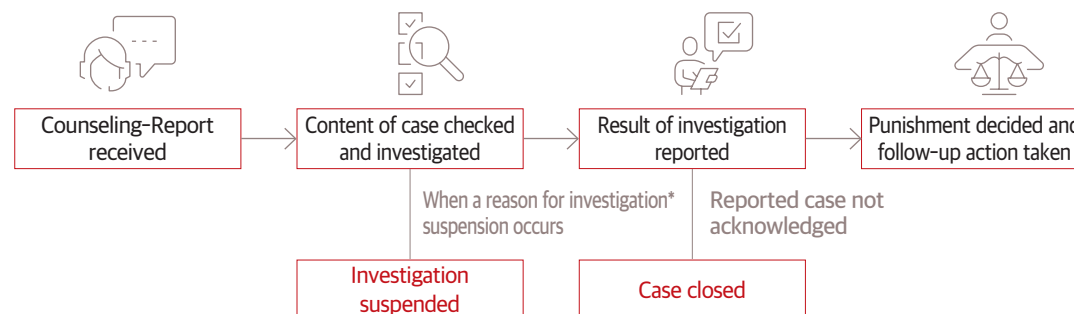 Counseling-Report
received
Content of case checked
and investigated
Result of investigation
reported
Punishment decided and
follow-up action taken
When a reason for investigation*
suspension occurs
Reported case not
acknowledged
Investigation
suspended
Case closed